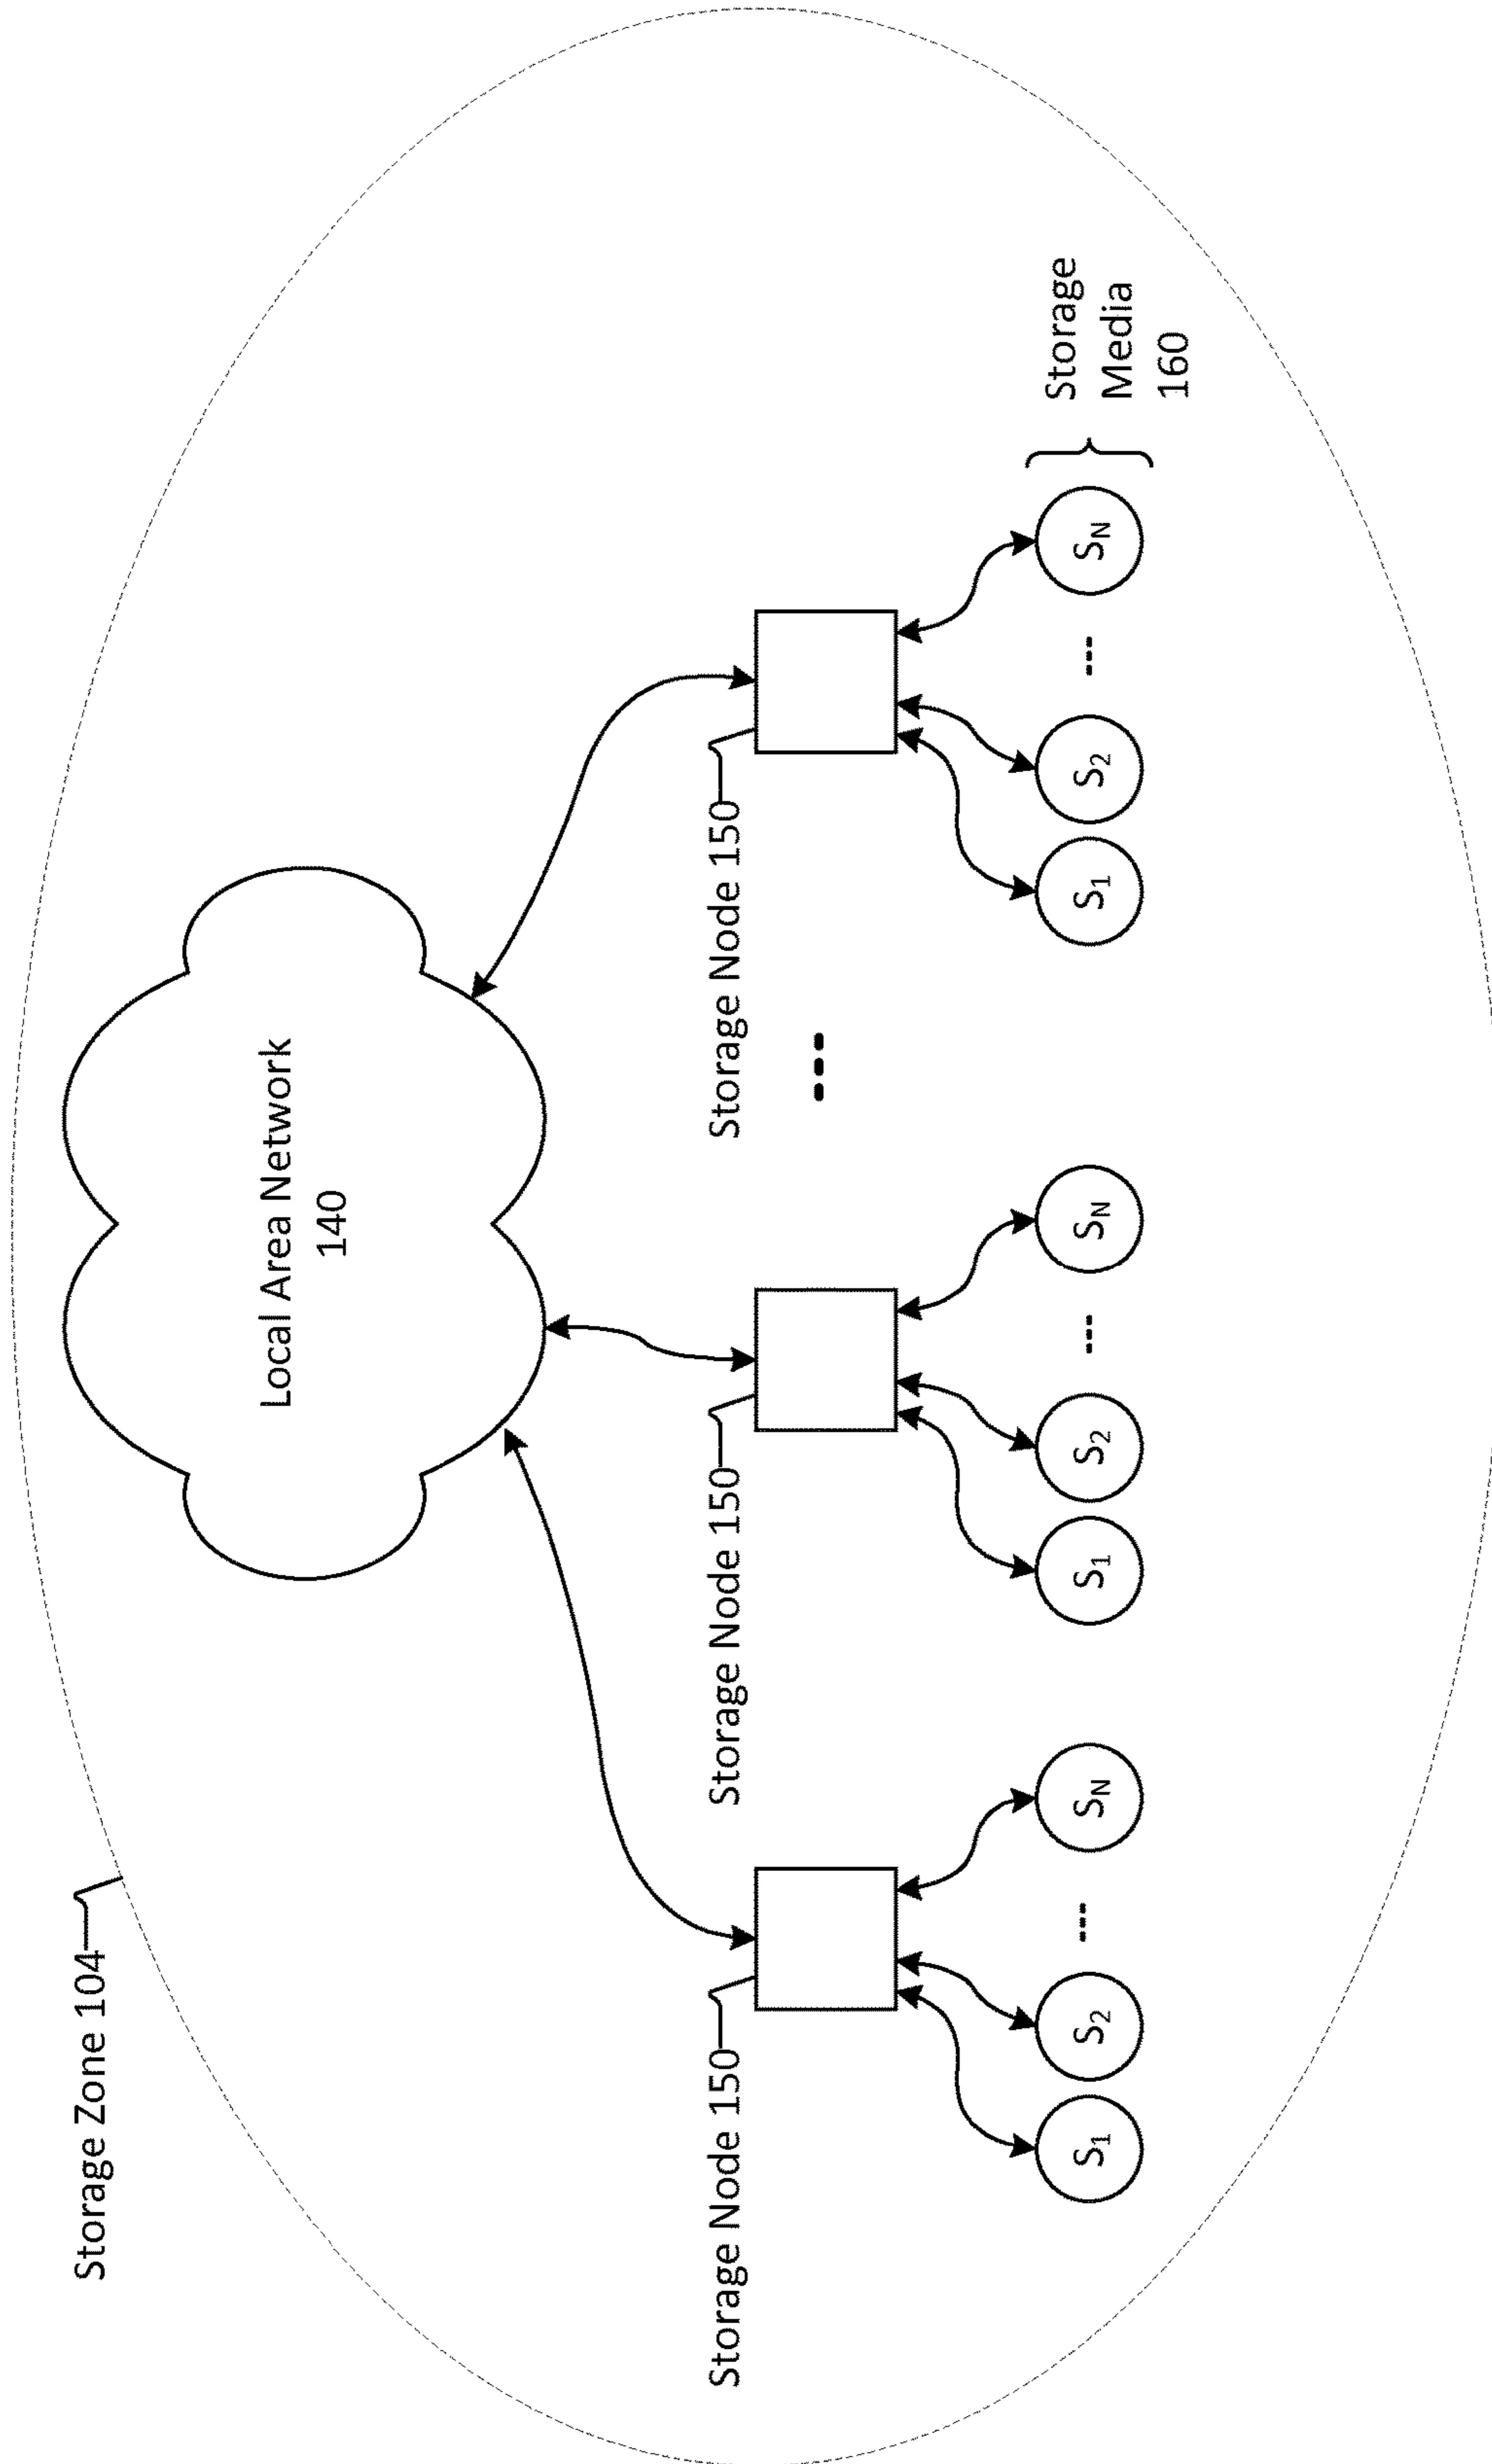 Storage Zone 104
Local Area Network
140
Storage Node 150
Storage Node 150
Storage Node 150
---
S1
S2
---
SN
S1
S2
---
SN
S1
S2
---
SN
Storage
Media
160